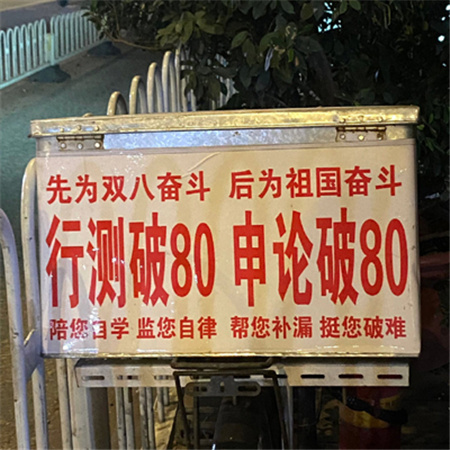 先为双八奋斗 后为祖国奋斗
行测破80 申论破80
陪您自学 监您自律 帮您补漏 挺您破难